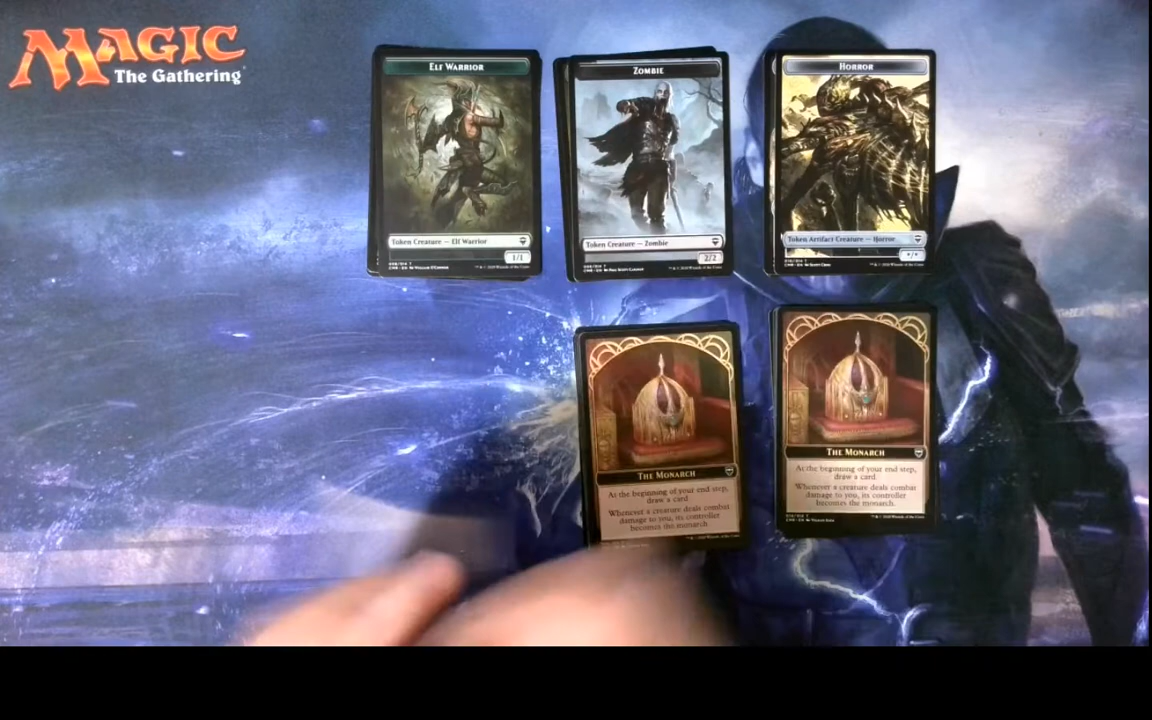 MAGIC
The Gathering
ELF WARRIOR
Token Creature — Elf Warrior
1/1
ZOMBIE
Token Creature — Zombie
2/2
HORROR
Token Artifact Creature — Horror
*/*
THE MONARCH
At the beginning of your end step,
draw a card.
Whenever a creature deals combat
damage to you, its controller
becomes the monarch.
THE MONARCH
At the beginning of your end step,
draw a card.
Whenever a creature deals combat
damage to you, its controller
becomes the monarch.